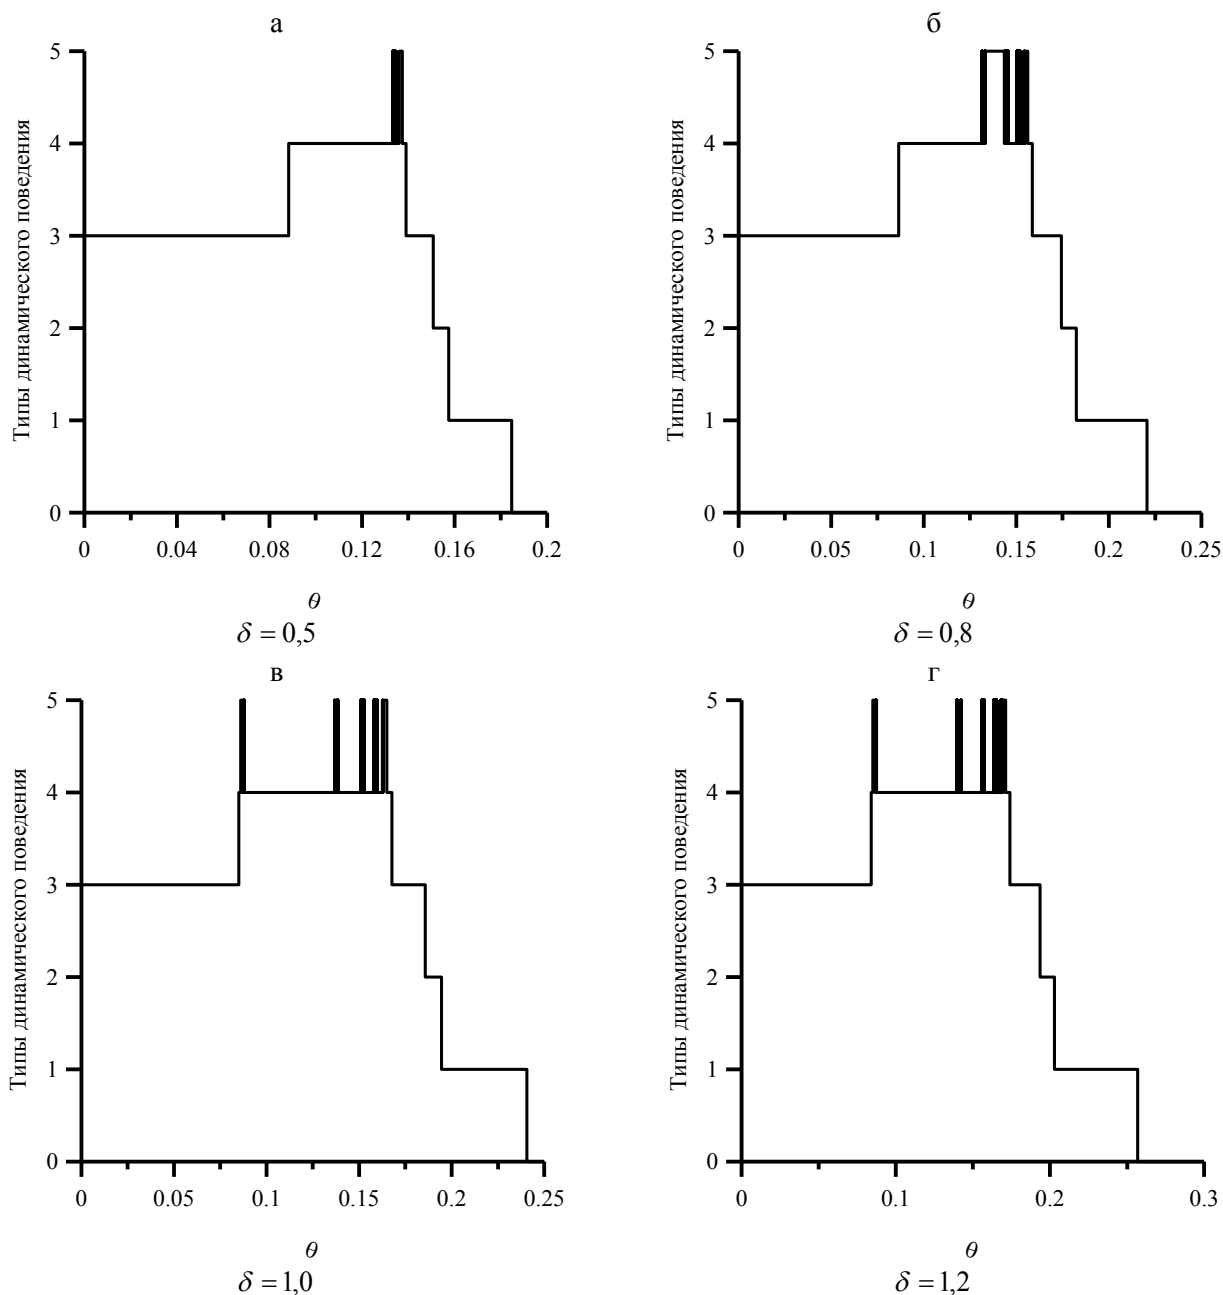 а
Типы динамического поведения
5
4
3
2
1
0
0 0.04 0.08 0.12 0.16 0.2
θ
δ = 0,5
б
Типы динамического поведения
5
4
3
2
1
0
0 0.05 0.1 0.15 0.2 0.25
θ
δ = 0,8
в
Типы динамического поведения
5
4
3
2
1
0
0 0.05 0.1 0.15 0.2 0.25
θ
δ = 1,0
г
Типы динамического поведения
5
4
3
2
1
0
0 0.1 0.2 0.3
θ
δ = 1,2